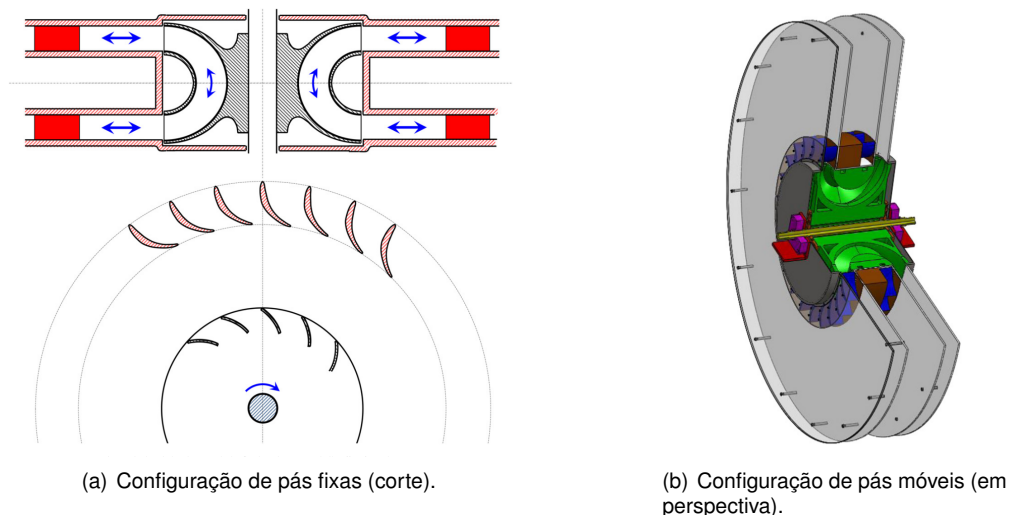 (a) Configuração de pás fixas (corte).
(b) Configuração de pás móveis (em
perspectiva).